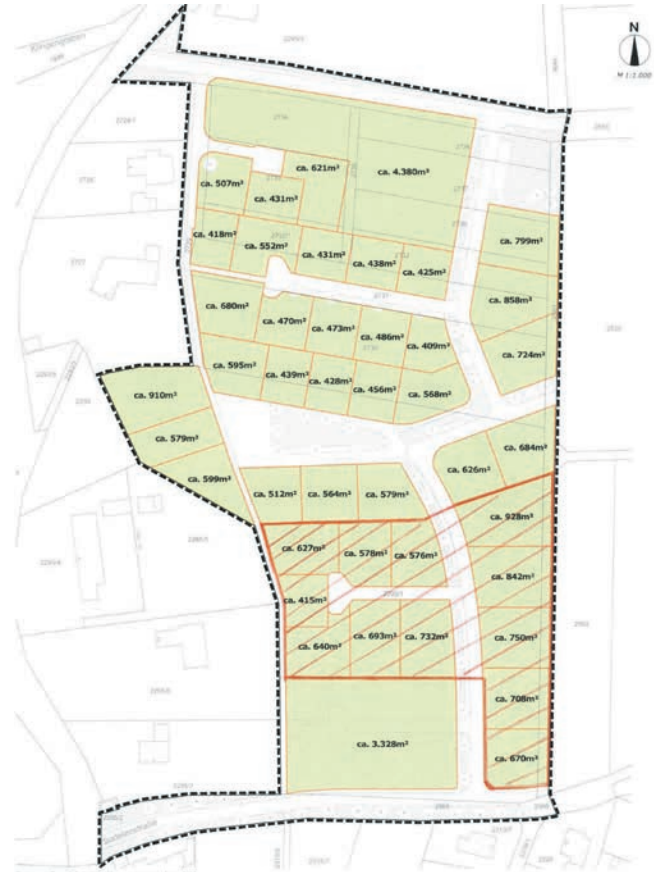 N
M 1:1.000
ca. 621m²
ca. 4.380m²
ca. 507m²
ca. 431m²
ca. 799m²
ca. 418m²
ca. 552m²
ca. 431m²
ca. 438m²
ca. 425m²
ca. 858m²
ca. 680m²
ca. 470m²
ca. 473m²
ca. 486m²
ca. 409m²
ca. 724m²
ca. 595m²
ca. 439m²
ca. 428m²
ca. 456m²
ca. 568m²
ca. 910m²
ca. 579m²
ca. 599m²
ca. 684m²
ca. 626m²
ca. 512m²
ca. 564m²
ca. 579m²
ca. 928m²
ca. 627m²
ca. 578m²
ca. 576m²
ca. 842m²
ca. 415m²
ca. 640m²
ca. 693m²
ca. 732m²
ca. 750m²
ca. 708m²
ca. 3.328m²
ca. 670m²